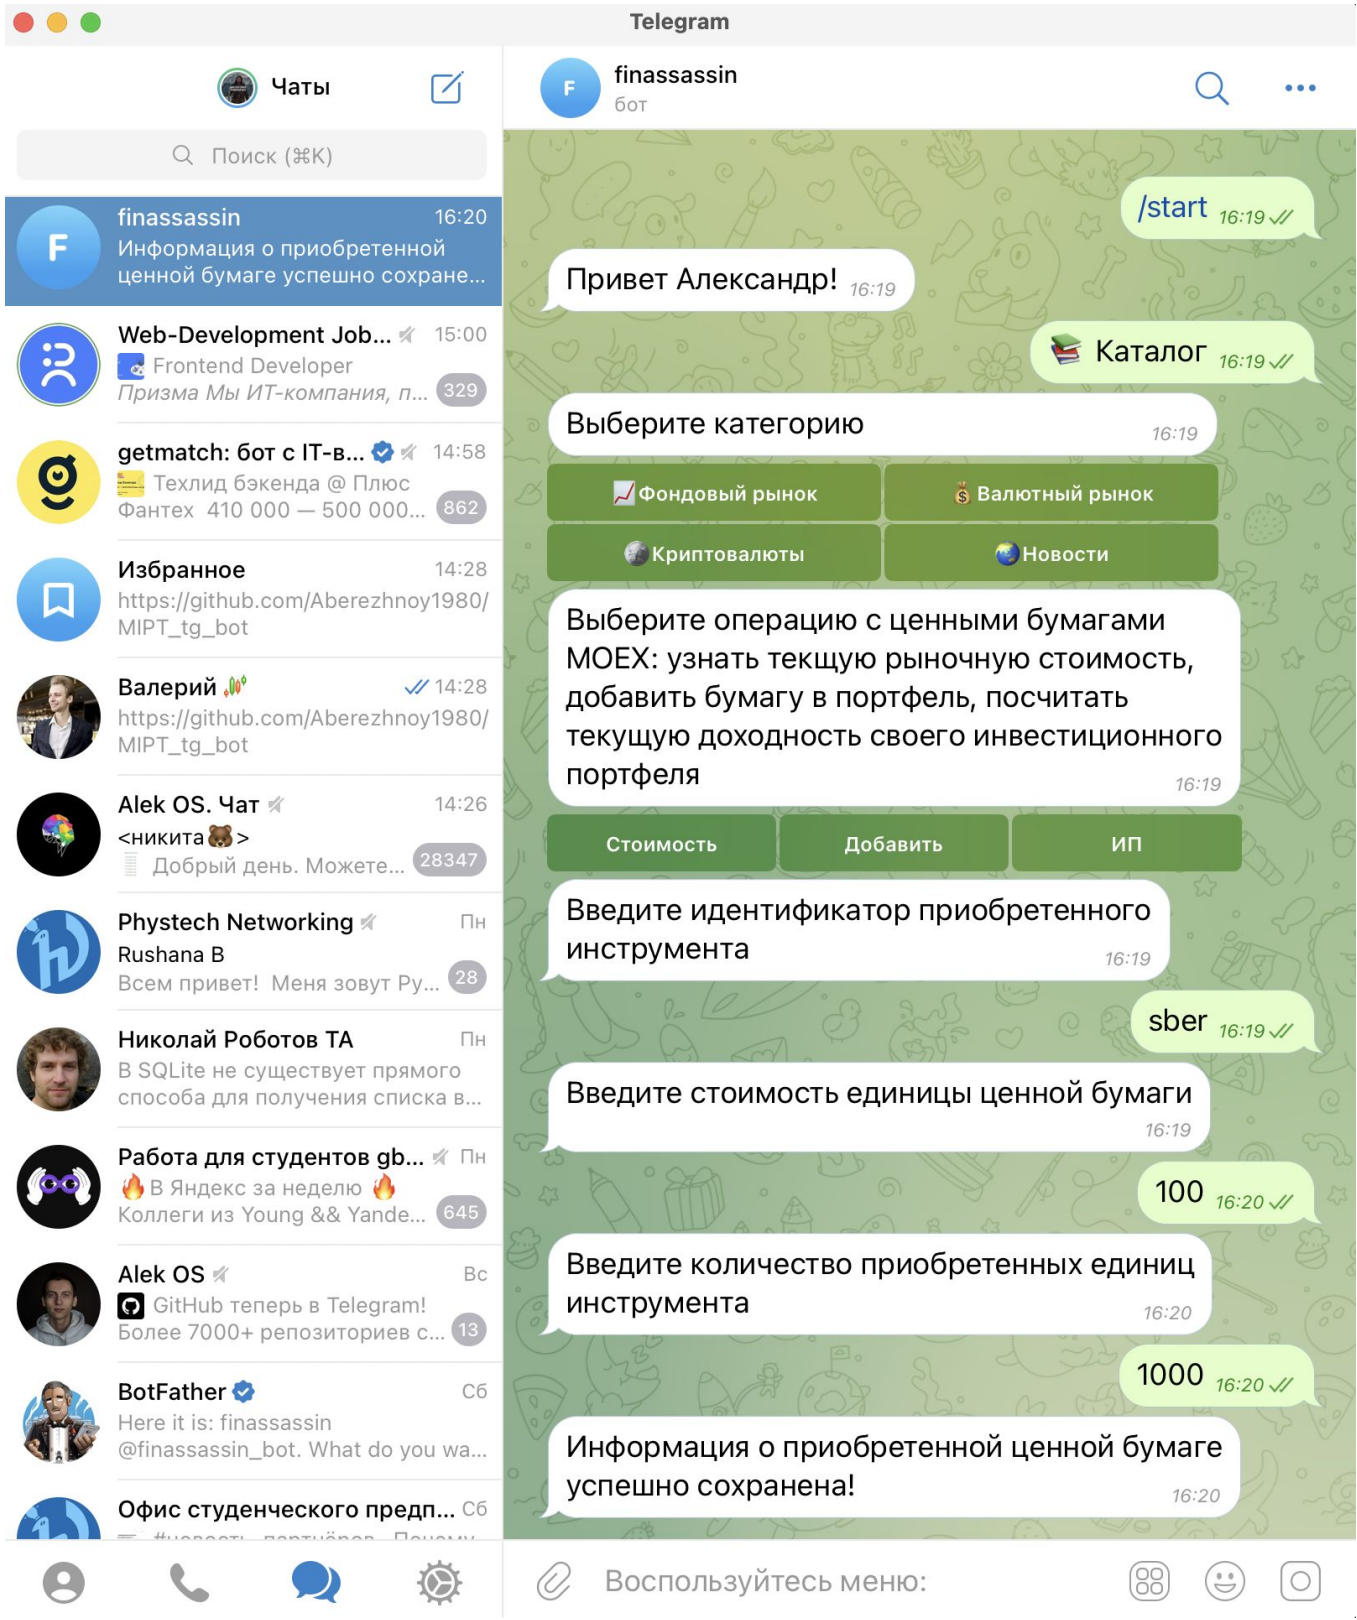 Telegram
Чаты
Поиск (⌘K)
finassassin 16:20
Информация о приобретенной
ценной бумаге успешно сохране...
Web-Development Job... 15:00
Frontend Developer
Призма Мы ИТ-компания, п... 329
getmatch: бот с IT-в... 14:58
Техлид бэкенда @ Плюс
Фантех 410 000 — 500 000... 862
Избранное 14:28
https://github.com/Aberezhnoy1980/
MIPT_tg_bot
Валерий 14:28
https://github.com/Aberezhnoy1980/
MIPT_tg_bot
Alek OS. Чат 14:26
<никита🐻>
Добрый день. Можете... 28347
Phystech Networking Пн
Rushana B
Всем привет! Меня зовут Ру... 28
Николай Роботов ТА Пн
В SQLite не существует прямого
способа для получения списка в...
Работа для студентов gb... Пн
🔥В Яндекс за неделю 🔥
Коллеги из Young && Yande... 645
Alek OS Вс
GitHub теперь в Telegram!
Более 7000+ репозиториев с... 13
BotFather Сб
Here it is: finassassin
@finassassin_bot. What do you wa...
Офис студенческого предп... Сб
F
finassassin
бот
/start 16:19
Привет Александр! 16:19
📚 Каталог 16:19
Выберите категорию 16:19
📈Фондовый рынок
💰Валютный рынок
Криптовалюты
🌏Новости
Выберите операцию с ценными бумагами
MOEX: узнать текщую рыночную стоимость,
добавить бумагу в портфель, посчитать
текущую доходность своего инвестиционного
портфеля 16:19
Стоимость
Добавить
ИП
Введите идентификатор приобретенного
инструмента 16:19
sber 16:19
Введите стоимость единицы ценной бумаги
16:19
100 16:20
Введите количество приобретенных единиц
инструмента 16:20
1000 16:20
Информация о приобретенной ценной бумаге
успешно сохранена! 16:20
Воспользуйтесь меню: